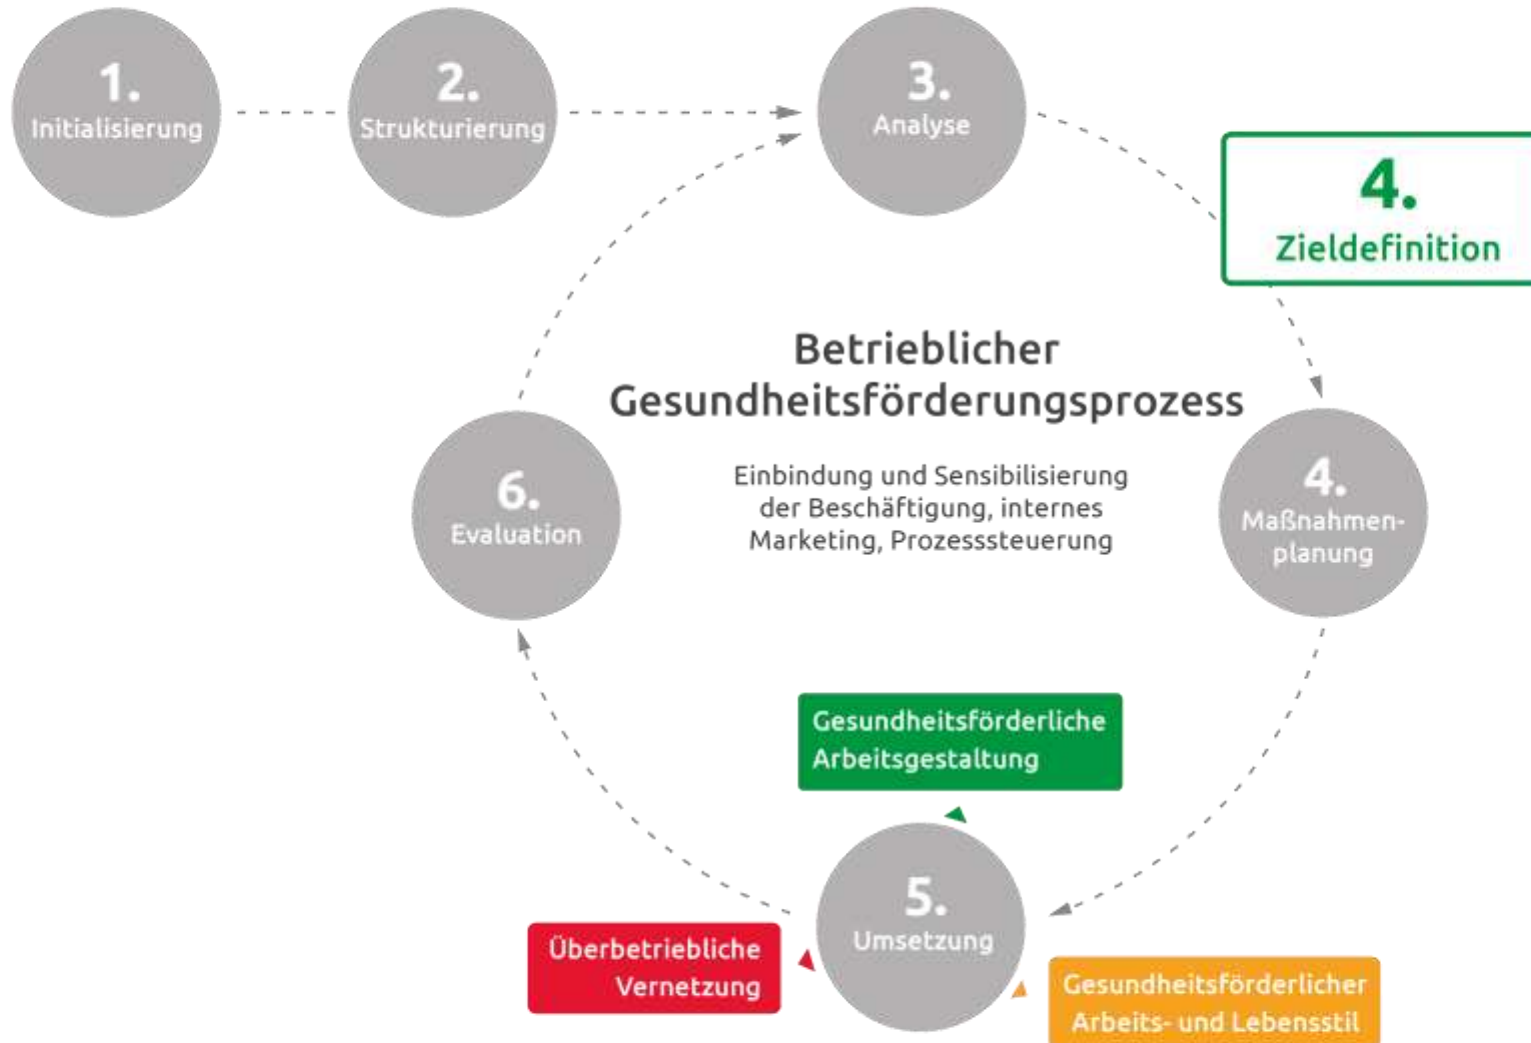 1.
Initialisierung
2.
Strukturierung
3.
Analyse
4.
Zieldefinition
Betrieblicher
Gesundheitsförderungsprozess
Einbindung und Sensibilisierung
der Beschäftigung, internes
Marketing, Prozesssteuerung
4.
Maßnahmen-
planung
6.
Evaluation
Gesundheitsförderliche
Arbeitsgestaltung
5.
Umsetzung
Überbetriebliche
Vernetzung
Gesundheitsförderlicher
Arbeits- und Lebensstil